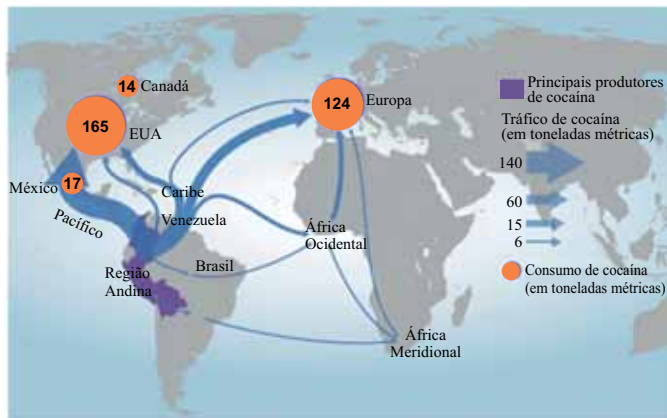 14 Canadá
165
EUA
124
Europa
México
17
Pacífico
Caribe
Venezuela
África
Ocidental
Região
Andina
Brasil
África
Meridional
Principais produtores
de cocaína
Tráfico de cocaína
(em toneladas métricas)
140
60
15
6
Consumo de cocaína
(em toneladas métricas)